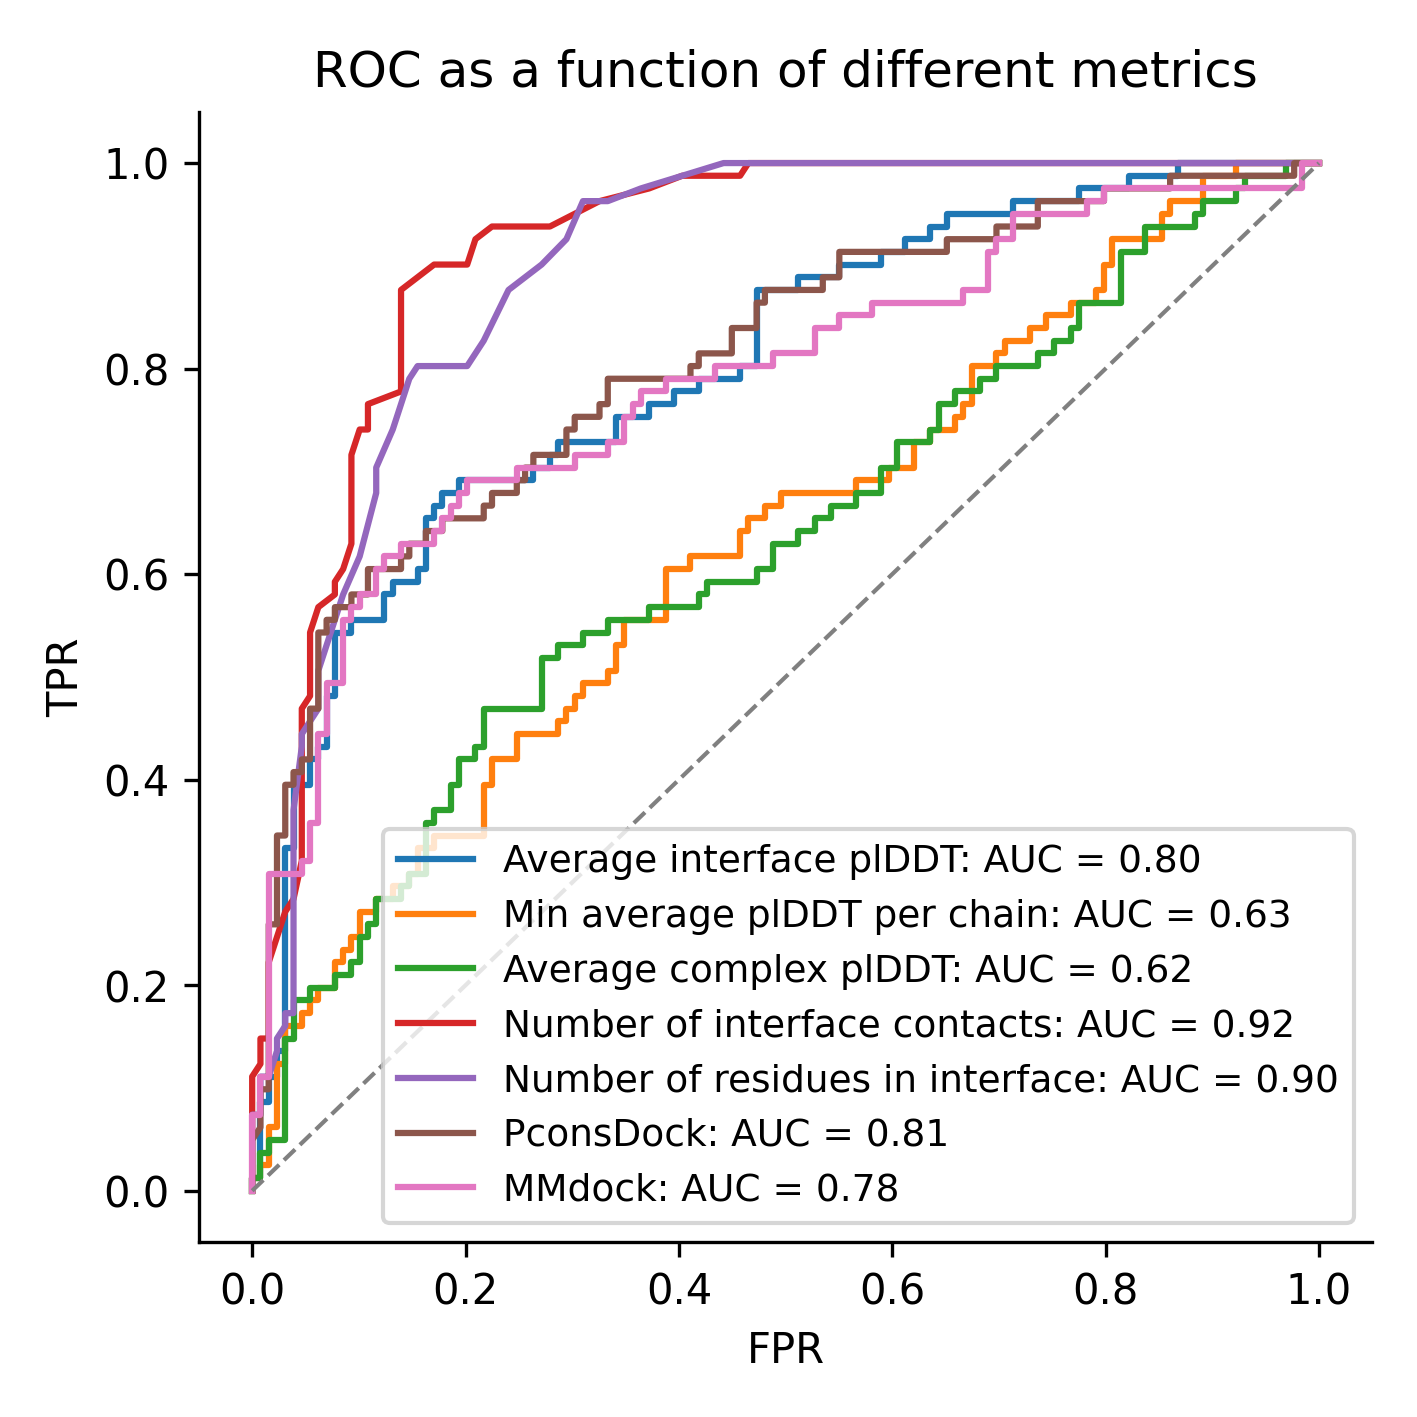 ROC as a function of different metrics
1.0
0.8
0.6
0.4
0.2
0.0
TPR
Average interface plDDT: AUC = 0.80
Min average plDDT per chain: AUC = 0.63
Average complex plDDT: AUC = 0.62
Number of interface contacts: AUC = 0.92
Number of residues in interface: AUC = 0.90
PconsDock: AUC = 0.81
MMdock: AUC = 0.78
0.0 0.2 0.4 0.6 0.8 1.0
FPR